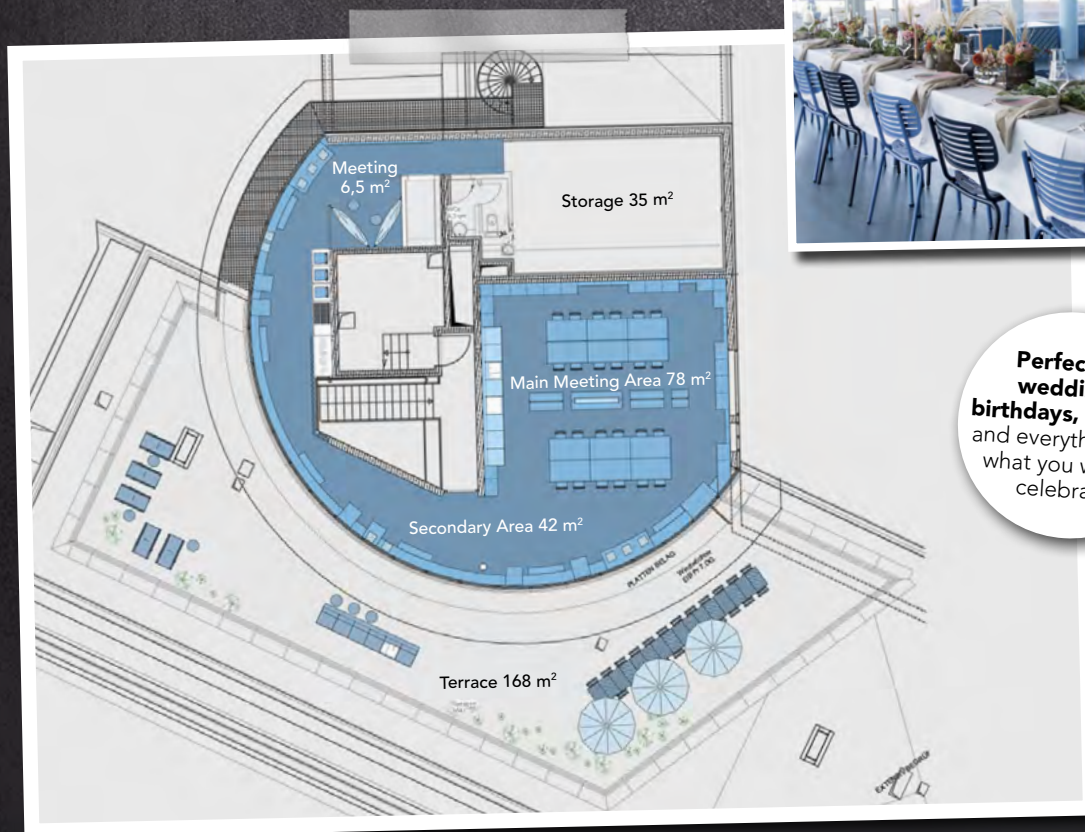 Meeting
6,5 m²
Storage 35 m²
Main Meeting Area 78 m²
Secondary Area 42 m²
PLATTEN BELAG
Terrace 168 m²
Perfec
weddi
birthdays,
and everyth
what you w
celebra